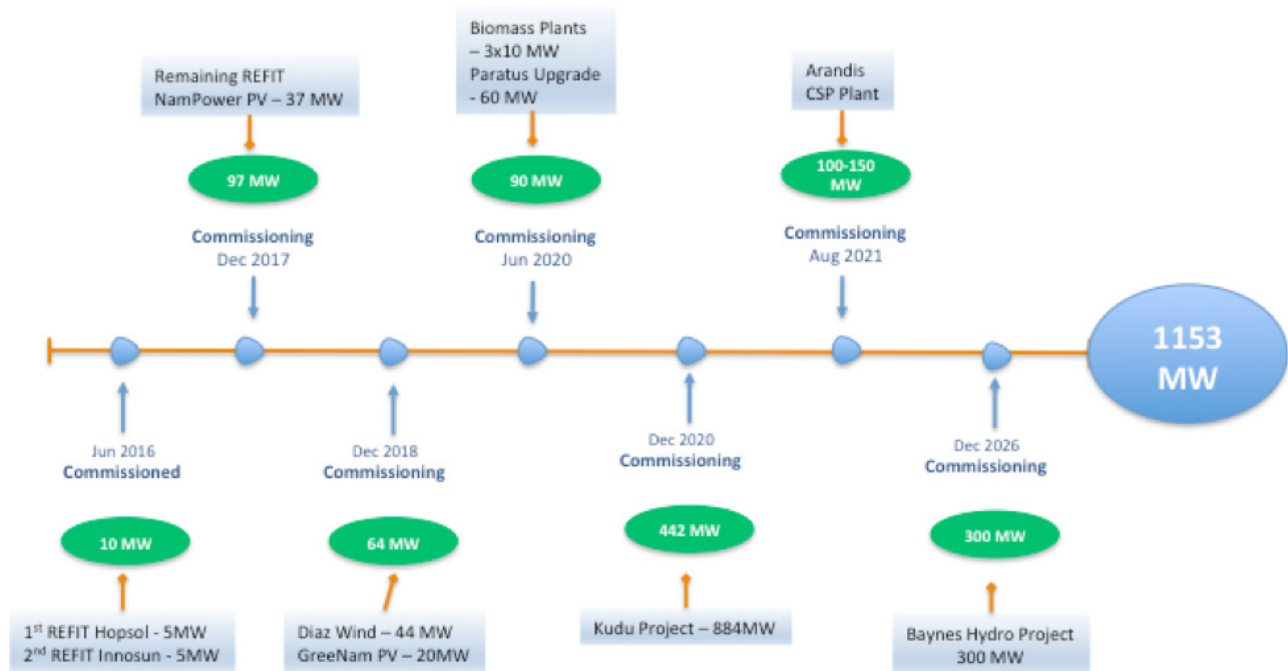 Remaining REFIT
NamPower PV – 37 MW
97 MW
Commissioning
Dec 2017
Biomass Plants
– 3x10 MW
Paratus Upgrade
- 60 MW
90 MW
Commissioning
Jun 2020
Arandis
CSP Plant
100-150
MW
Commissioning
Aug 2021
1153
MW
Jun 2016
Commissioned
10 MW
1st REFIT Hopsol - 5MW
2nd REFIT Innosun - 5MW
Dec 2018
Commissioning
64 MW
Diaz Wind – 44 MW
GreeNam PV – 20MW
Dec 2020
Commissioning
442 MW
Kudu Project – 884MW
Dec 2026
Commissioning
300 MW
Baynes Hydro Project
300 MW